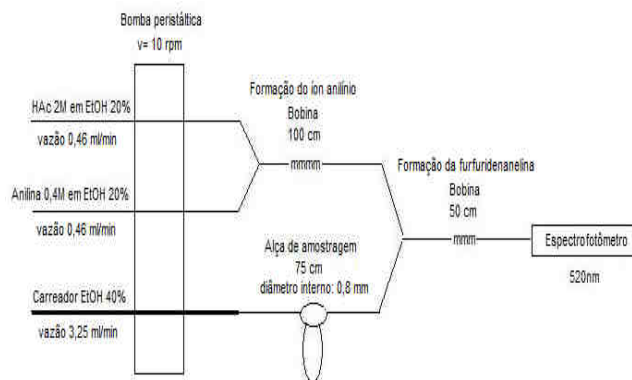 Bomba peristáltica
v= 10 rpm
HAc 2M em EtOH 20%
vazão 0,46 ml/min
Anilina 0,4M em EtOH 20%
vazão 0,46 ml/min
Carreador EtOH 40%
vazão 3,25 ml/min
Formação do íon anilínio
Bobina
100 cm
mmmm
Alça de amostragem
75 cm
diâmetro interno: 0,8 mm
Formação da furfuridenanelina
Bobina
50 cm
mmm
Espectrofotômetro
520nm